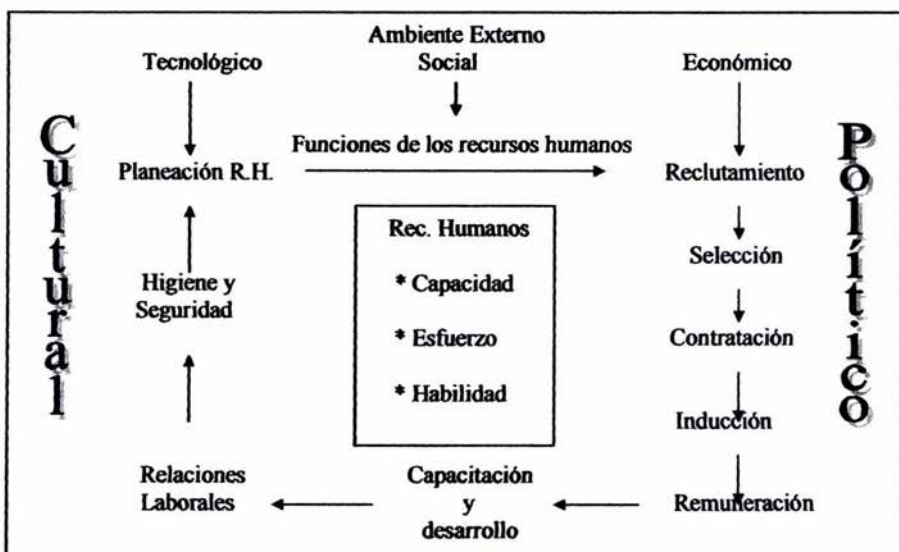 Ambiente Externo
Tecnológico Social Económico
Cultural
Político
Funciones de los recursos humanos
Planeación R.H. Reclutamiento
Rec. Humanos
* Capacidad
* Esfuerzo
* Habilidad
Selección
Higiene y
Seguridad
Contratación
Inducción
Relaciones
Laborales
Capacitación
y
desarrollo
Remuneración